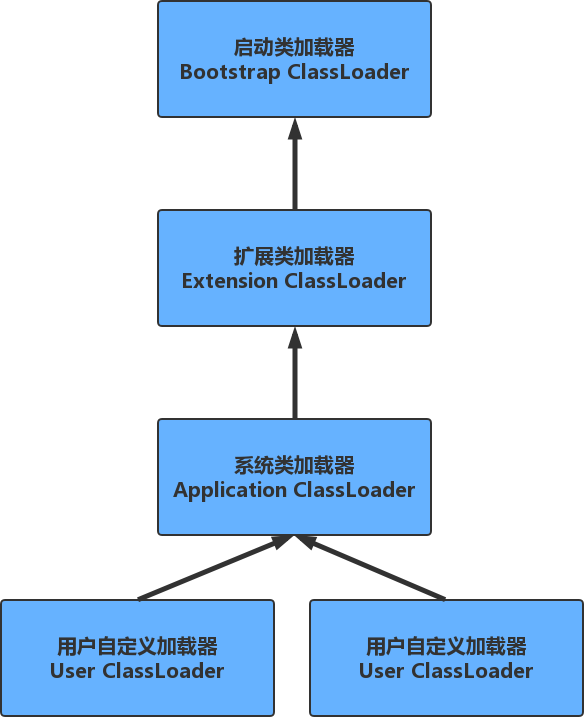 启动类加载器
Bootstrap ClassLoader
扩展类加载器
Extension ClassLoader
系统类加载器
Application ClassLoader
用户自定义加载器
User ClassLoader
用户自定义加载器
User ClassLoader